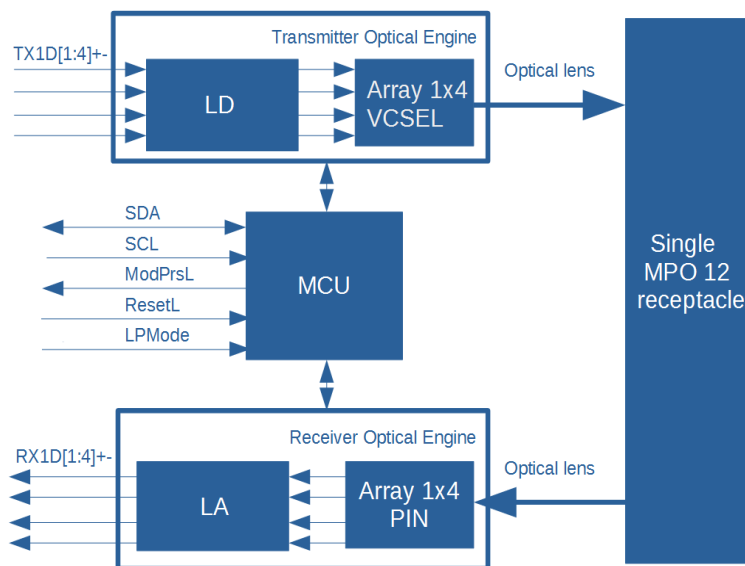 Transmitter Optical Engine
TX1D[1:4]+-
LD
Array 1x4
VCSEL
Optical lens
SDA
SCL
ModPrsL
ResetL
LPMode
MCU
Single
MPO 12
receptacle
Receiver Optical Engine
RX1D[1:4]+-
LA
Array 1x4
PIN
Optical lens